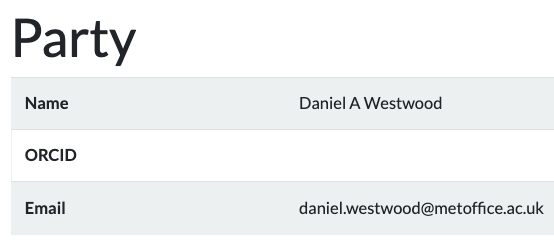 Party
Name Daniel A Westwood
ORCID
Email daniel.westwood@metoffice.ac.uk